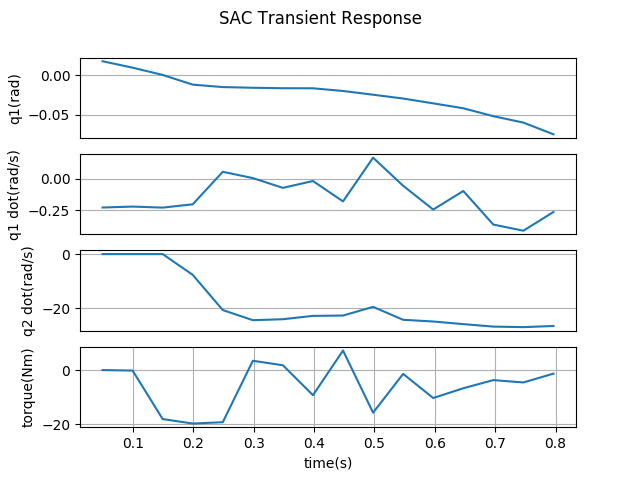 SAC Transient Response
q1(rad)
0.00
−0.05
q1 dot(rad/s)
0.00
−0.25
q2 dot(rad/s)
0
−20
torque(Nm)
0
−20
0.1 0.2 0.3 0.4 0.5 0.6 0.7 0.8
time(s)